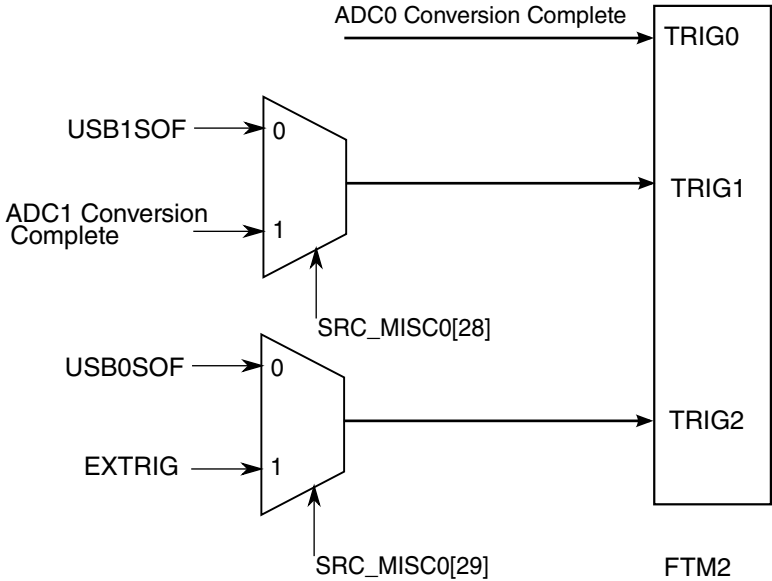 ADC0 Conversion Complete
TRIG0
USB1SOF
0
TRIG1
ADC1 Conversion
Complete
1
SRC_MISC0[28]
USB0SOF
0
TRIG2
EXTRIG
1
SRC_MISC0[29]
FTM2